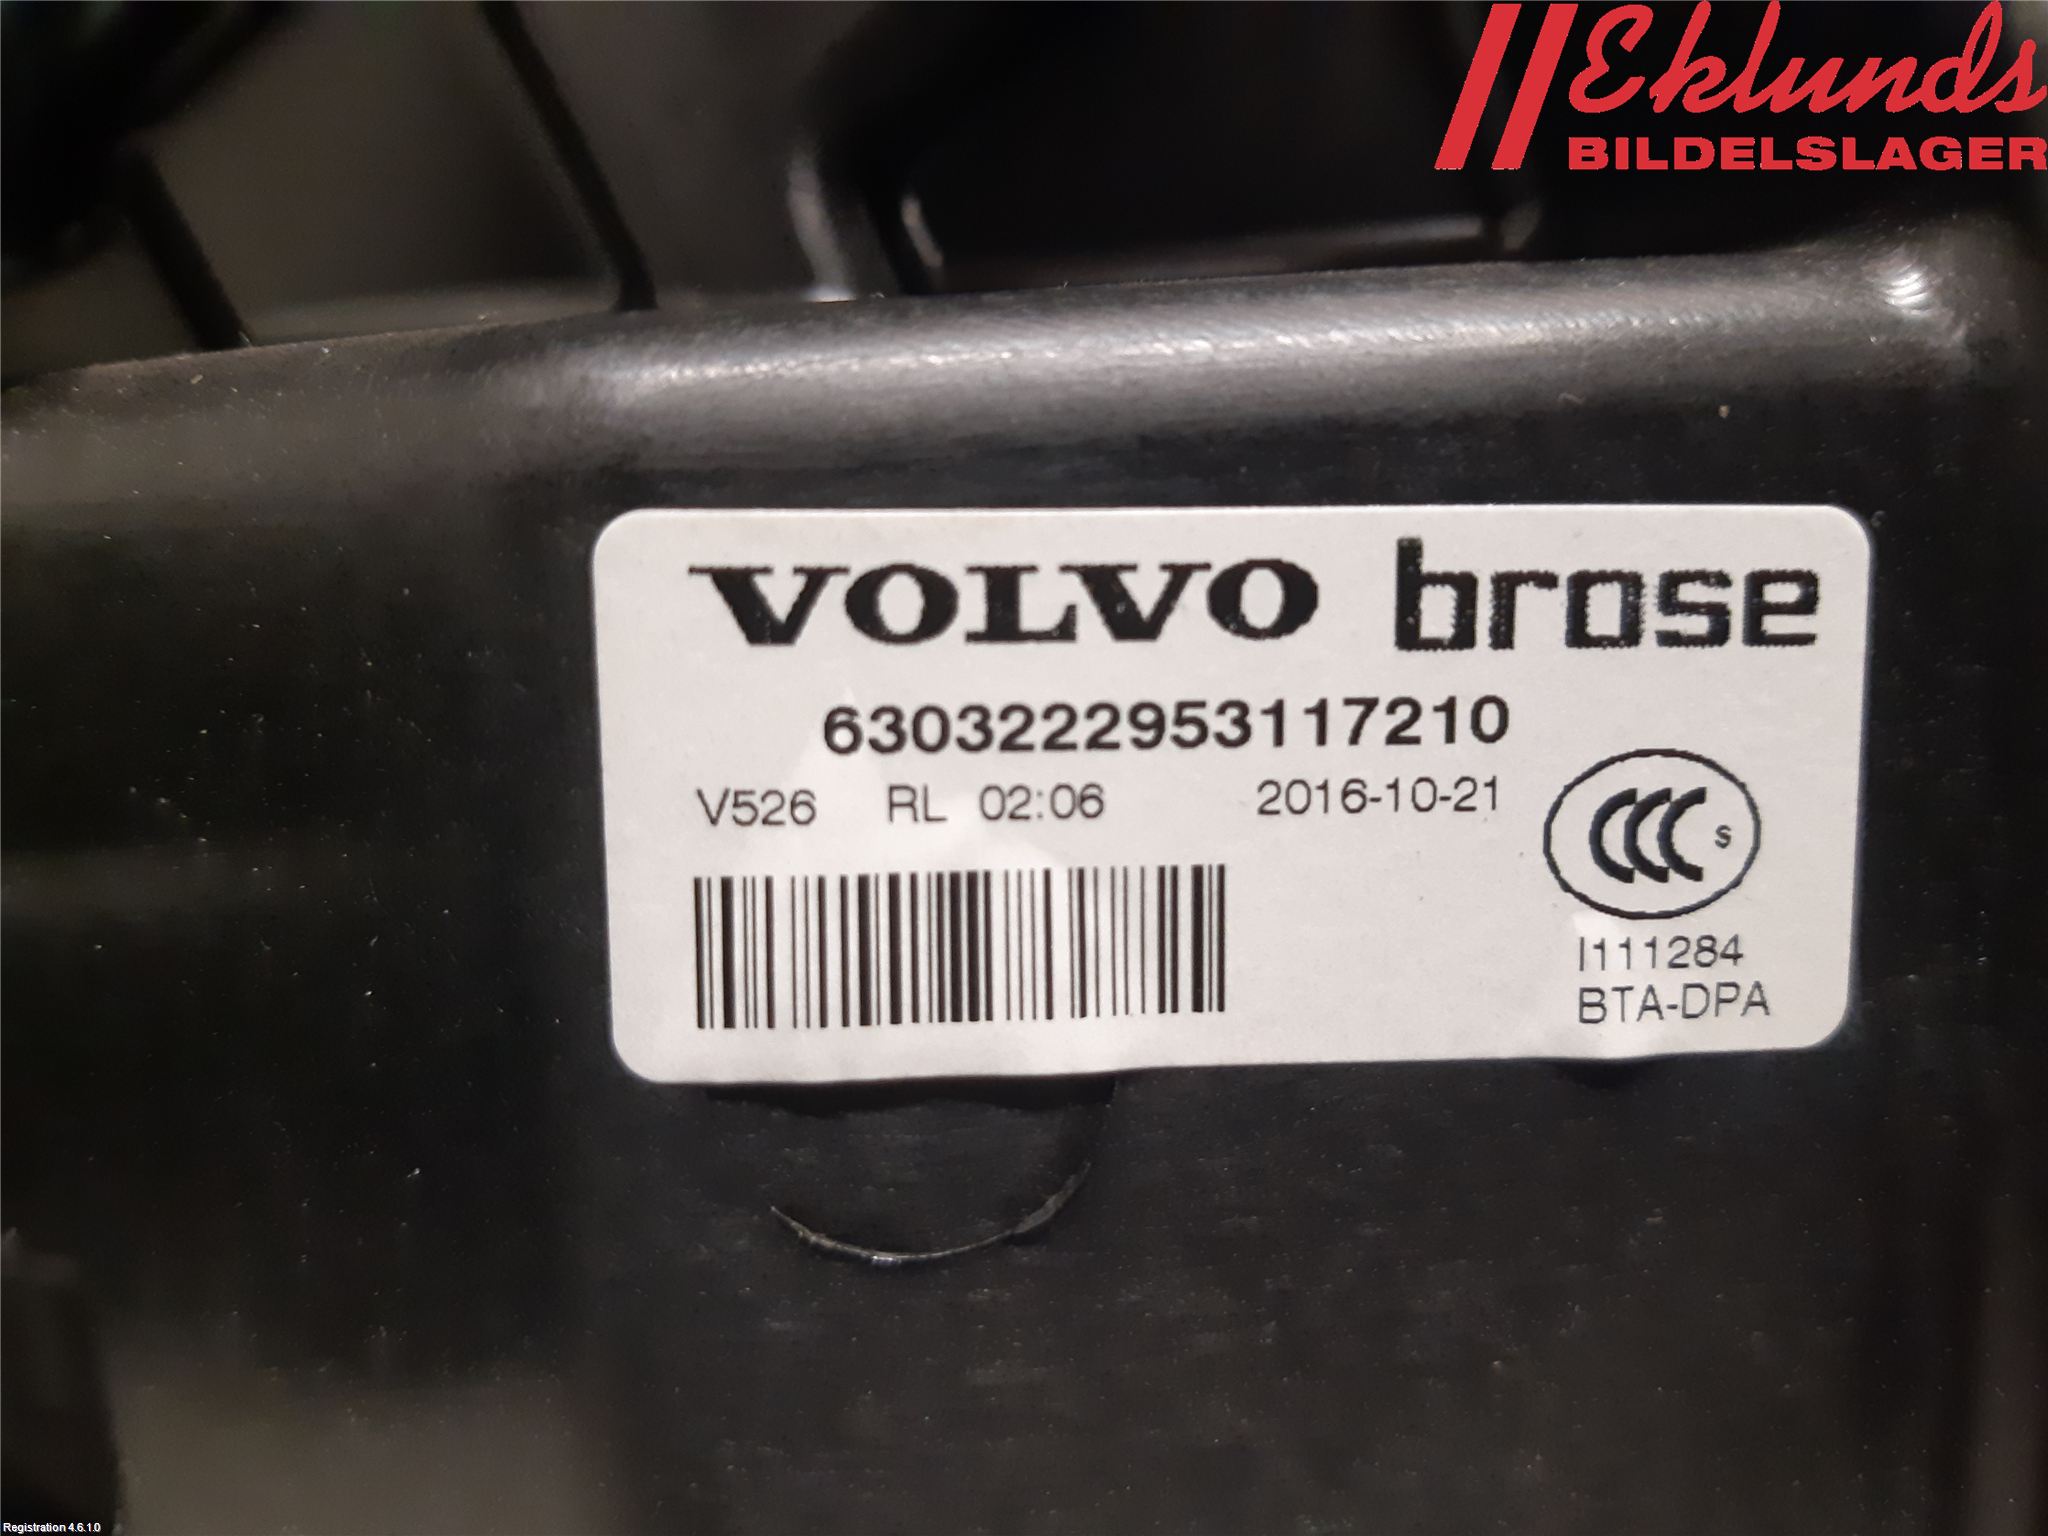 Eklunds
BILDELSLAGER
VOLVO brose
6303222953117210
V526 RL 02:06 2016-10-21
CCC S
I111284
BTA-DPA
Registration 4.6.1.0